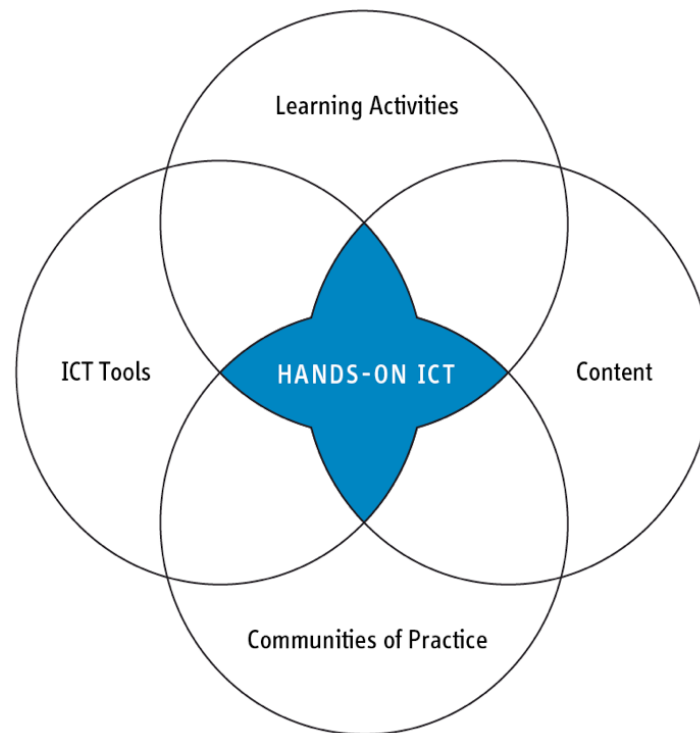 Learning Activities
ICT Tools
HANDS-ON ICT
Content
Communities of Practice